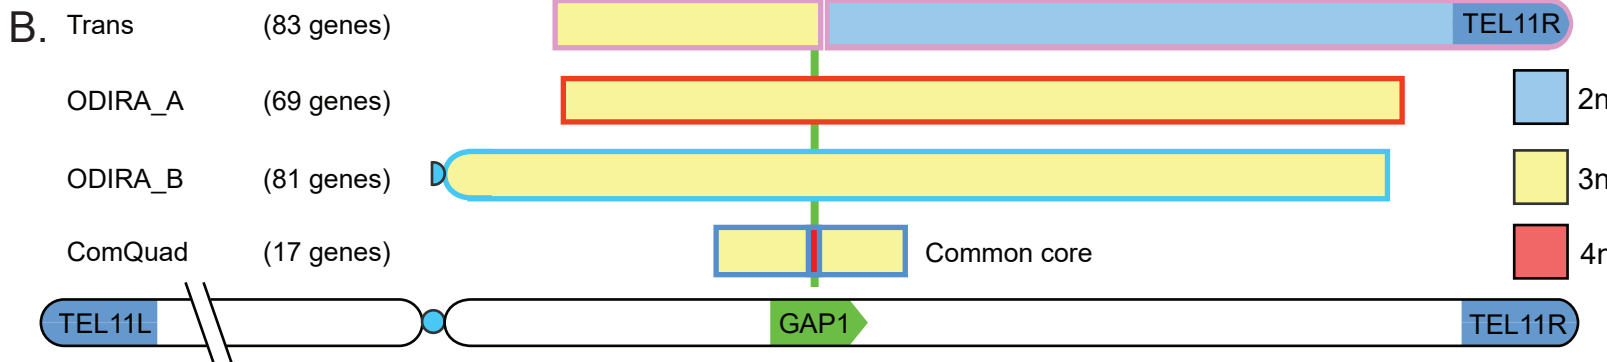 B.
Trans (83 genes) TEL11R
ODIRA_A (69 genes) 2n
ODIRA_B (81 genes) 3n
ComQuad (17 genes) Common core 4n
TEL11L GAP1 TEL11R